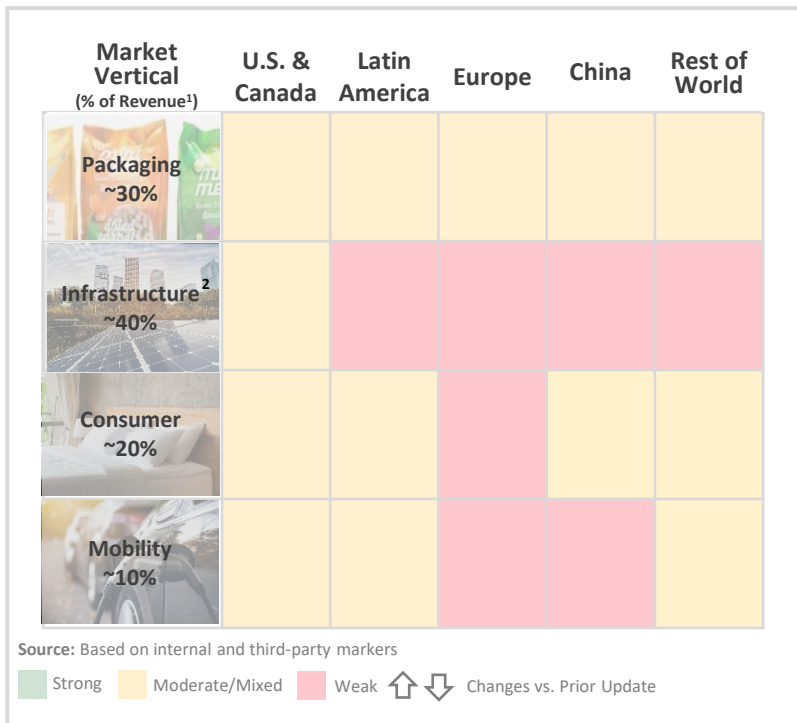 Market
Vertical
(% of Revenue¹)
U.S. &
Canada
Latin
America
Europe
China
Rest of
World
Packaging
~30%
Infrastructure²
~40%
Consumer
~20%
Mobility
~10%
Source: Based on internal and third-party markers
Strong
Moderate/Mixed
Weak
Changes vs. Prior Update